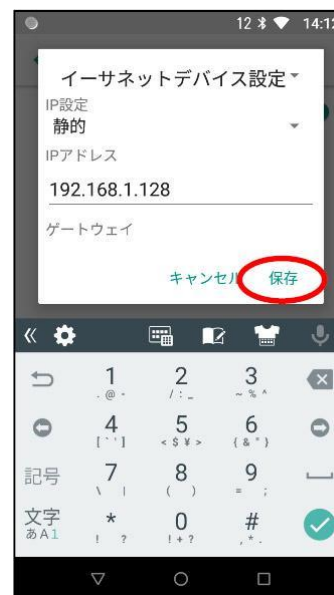 12 14:12
イーサネットデバイス設定
IP設定
静的
IPアドレス
192.168.1.128
ゲートウェイ
キャンセル 保存
1 2 3
. @ - / : _ ~ % ^
4 5 6
[ ` ' ] < $ ¥ > { & " }
記号 7 8 9
\ | ( ) = ;
文字 * 0 #
あA1 ! ? ! + ? , * .